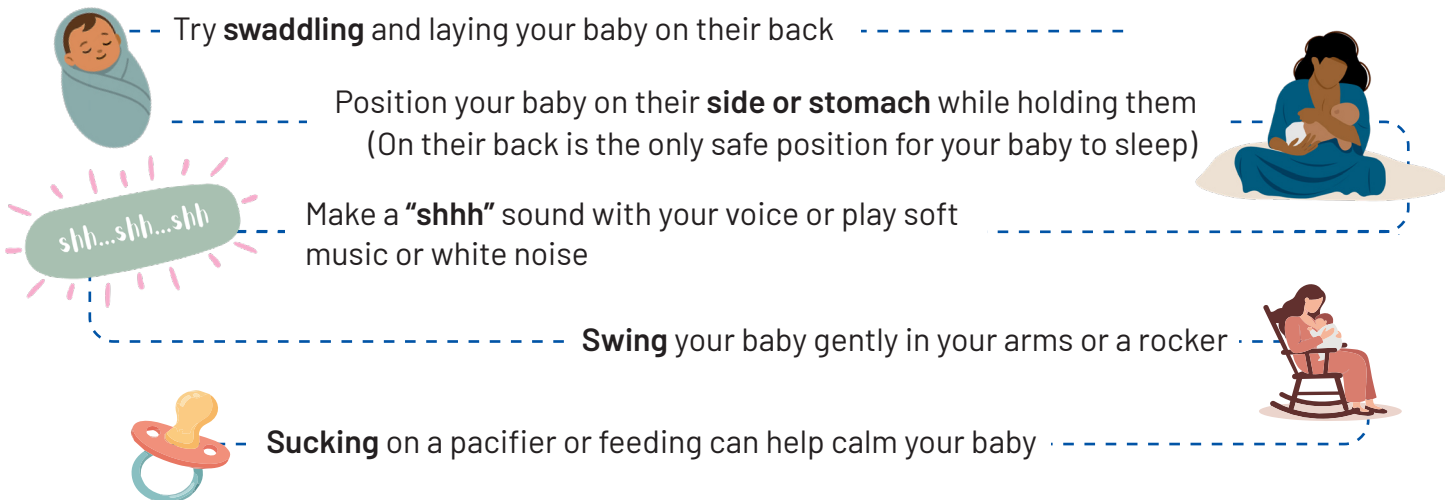 Try swaddling and laying your baby on their back
Position your baby on their side or stomach while holding them
(On their back is the only safe position for your baby to sleep)
shh...shh...shh
Make a “shhh” sound with your voice or play soft
music or white noise
Swing your baby gently in your arms or a rocker
Sucking on a pacifier or feeding can help calm your baby